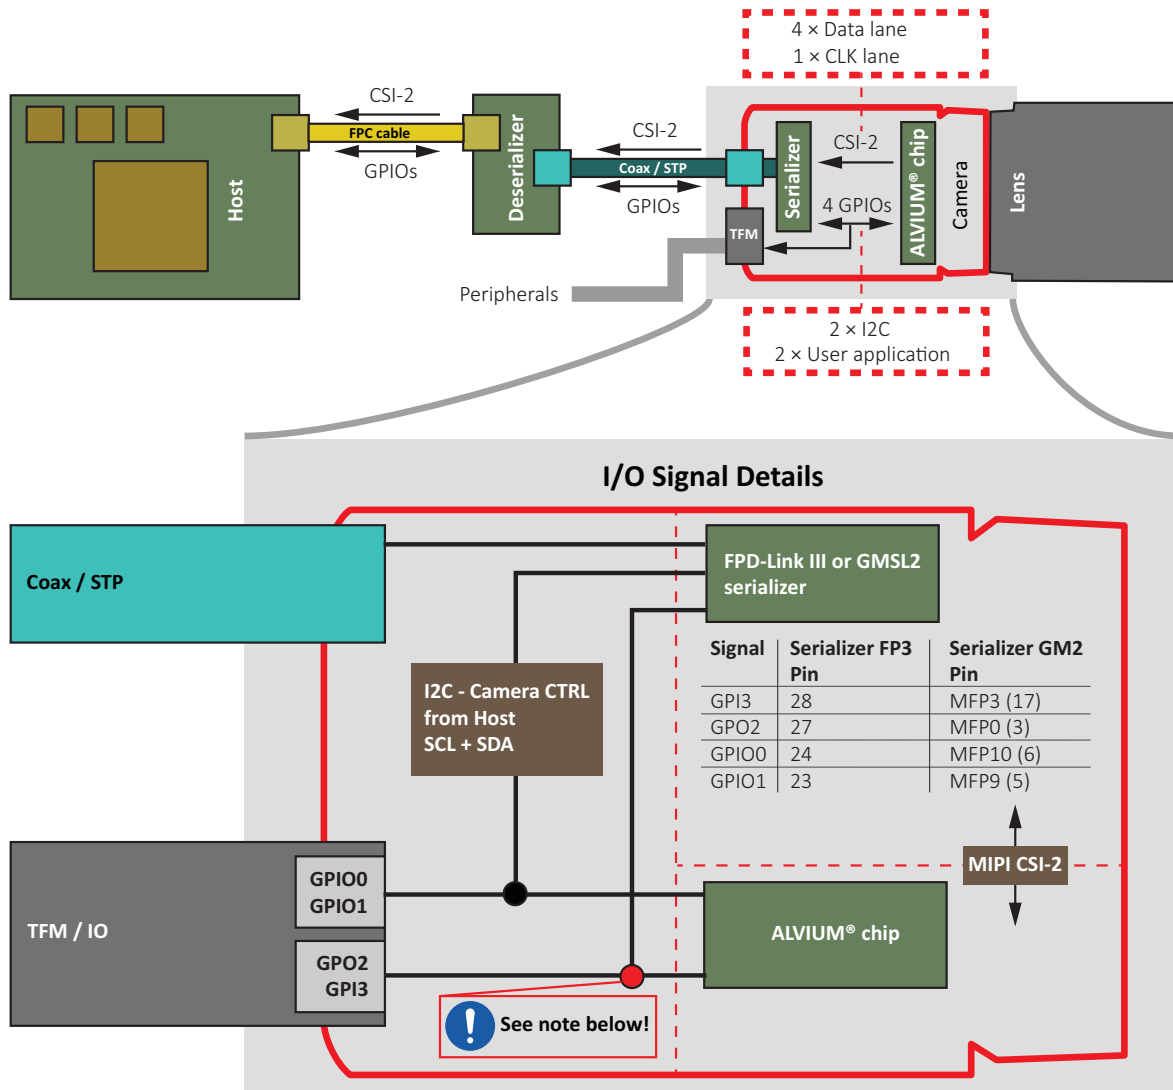 4 × Data lane
1 × CLK lane
CSI-2
FPC cable
GPIOs
Host
Deserializer
CSI-2
Coax / STP
GPIOs
Serializer
CSI-2
4 GPIOs
ALVIUM® chip
Camera
Lens
TFM
Peripherals
2 × I2C
2 × User application
I/O Signal Details
Coax / STP
FPD-Link III or GMSL2
serializer
Signal Serializer FP3 Pin Serializer GM2 Pin
GPI3 28 MFP3 (17)
GPO2 27 MFP0 (3)
GPIO0 24 MFP10 (6)
GPIO1 23 MFP9 (5)
I2C - Camera CTRL
from Host
SCL + SDA
MIPI CSI-2
TFM / IO
GPIO0
GPIO1
GPO2
GPI3
ALVIUM® chip
See note below!